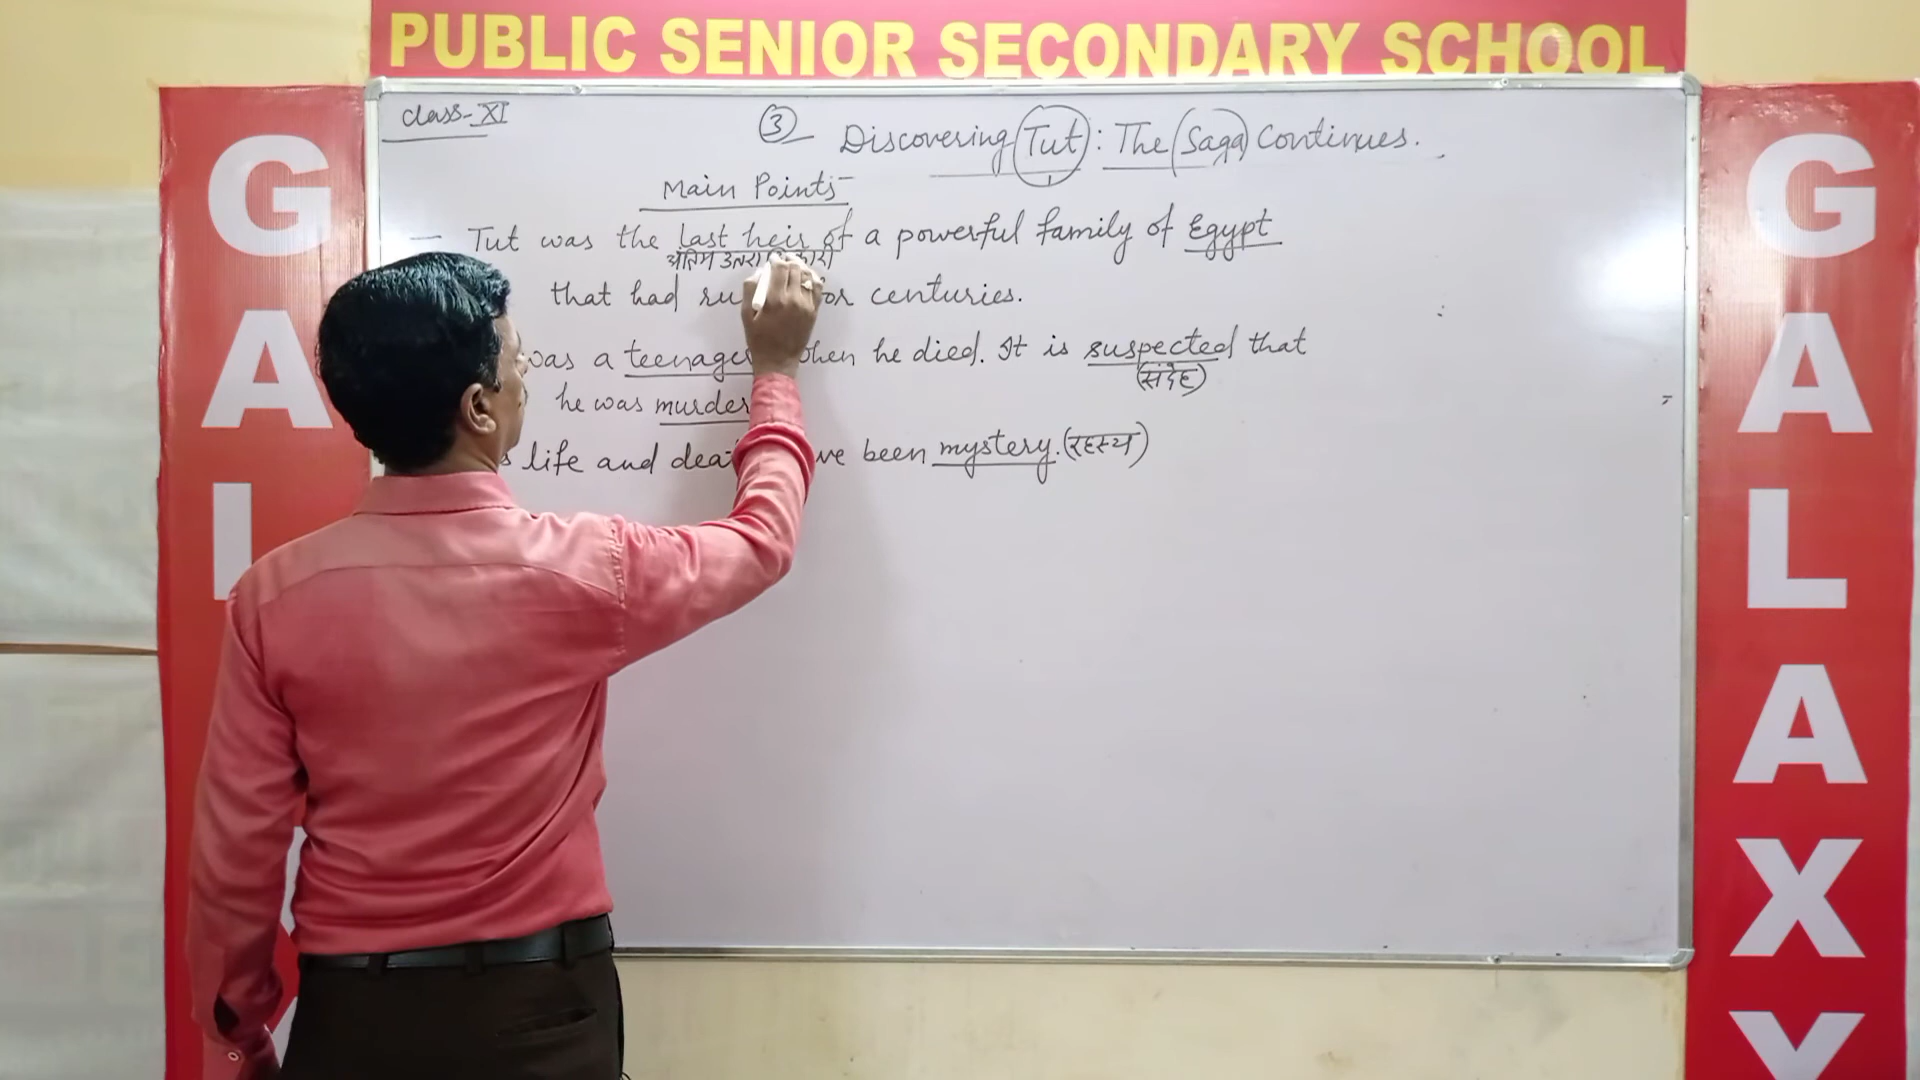 PUBLIC SENIOR SECONDARY SCHOOL
class-XI
③ Discovering Tut: The Saga Continues.
Main Points-
— Tut was the last heir of a powerful family of Egypt
अंतिम
that had for centuries.
was a teenager when he died. It is suspected that
(संदेह)
he was
life and been mystery. (रहस्य)
GALAXY